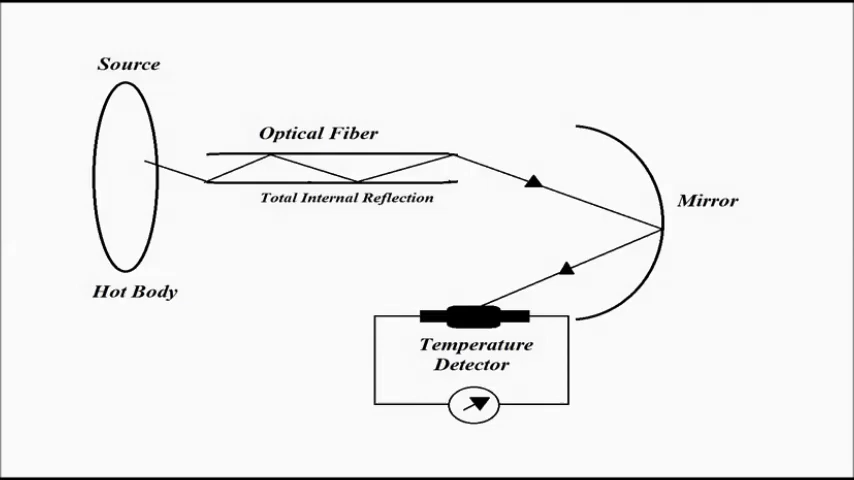 Source
Optical Fiber
Total Internal Reflection
Mirror
Hot Body
Temperature
Detector